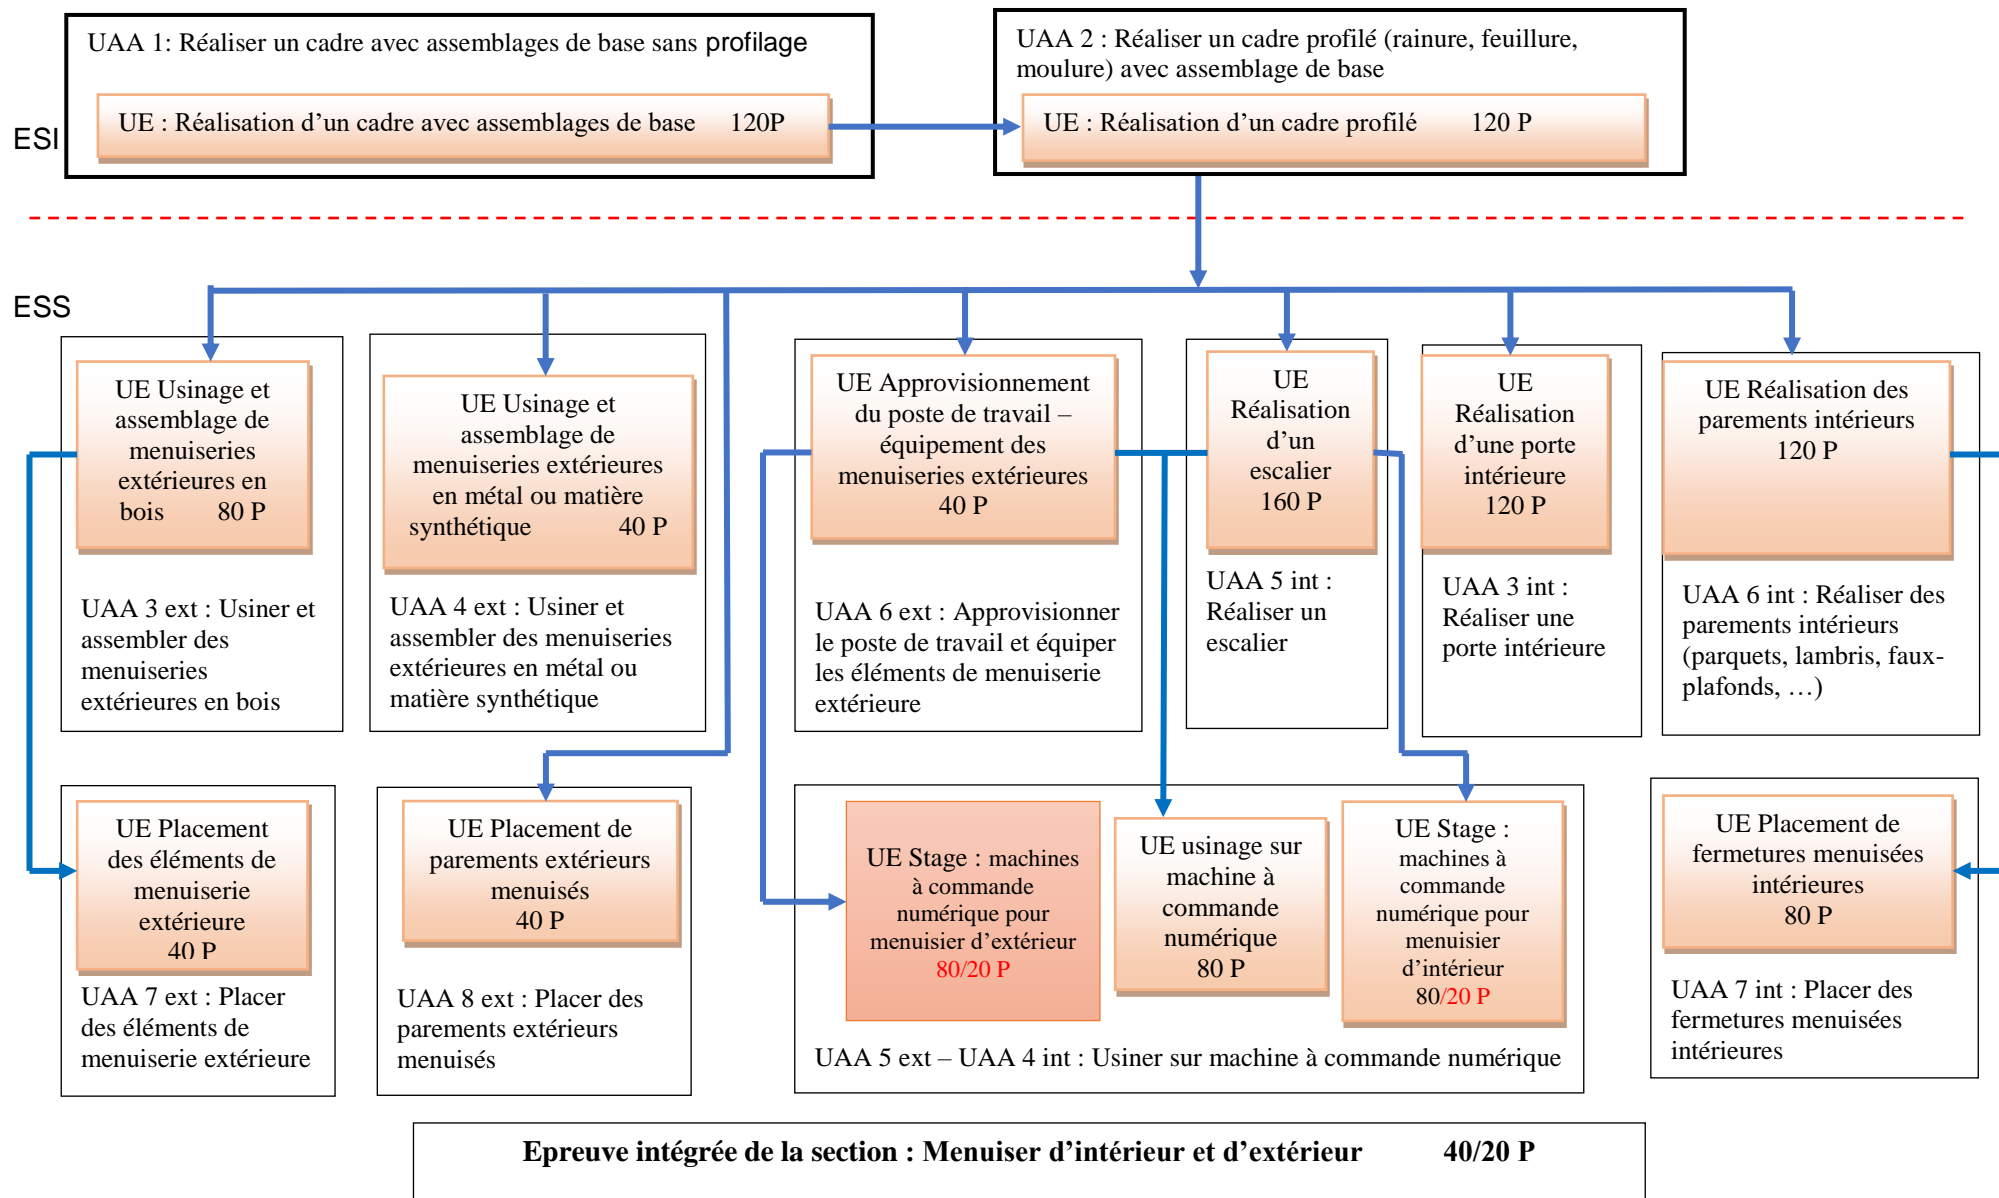 UAA 1: Réaliser un cadre avec assemblages de base sans profilage
UE : Réalisation d’un cadre avec assemblages de base 120P
UAA 2 : Réaliser un cadre profilé (rainure, feuillure,
moulure) avec assemblage de base
UE : Réalisation d’un cadre profilé 120 P
ESI
ESS
UE Usinage et
assemblage de
menuiseries
extérieures en
bois 80 P
UAA 3 ext : Usiner et
assembler des
menuiseries
extérieures en bois
UE Usinage et
assemblage de
menuiseries extérieures
en métal ou matière
synthétique 40 P
UAA 4 ext : Usiner et
assembler des menuiseries
extérieures en métal ou
matière synthétique
UE Approvisionnement
du poste de travail –
équipement des
menuiseries extérieures
40 P
UAA 6 ext : Approvisionner
le poste de travail et équiper
les éléments de menuiserie
extérieure
UE
Réalisation
d’un
escalier
160 P
UAA 5 int :
Réaliser un
escalier
UE
Réalisation
d’une porte
intérieure
120 P
UAA 3 int :
Réaliser une
porte intérieure
UE Réalisation des
parements intérieurs
120 P
UAA 6 int : Réaliser des
parements intérieurs
(parquets, lambris, faux-
plafonds, …)
UE Placement
des éléments de
menuiserie
extérieure
40 P
UAA 7 ext : Placer
des éléments de
menuiserie extérieure
UE Placement de
parements extérieurs
menuisés
40 P
UAA 8 ext : Placer des
parements extérieurs
menuisés
UE Stage : machines
à commande
numérique pour
menuisier d’extérieur
80/20 P
UE usinage sur
machine à
commande
numérique
80 P
UE Stage :
machines à
commande
numérique pour
menuisier
d’intérieur
80/20 P
UAA 5 ext – UAA 4 int : Usiner sur machine à commande numérique
UE Placement de
fermetures menuisées
intérieures
80 P
UAA 7 int : Placer des
fermetures menuisées
intérieures
Epreuve intégrée de la section : Menuiser d’intérieur et d’extérieur 40/20 P